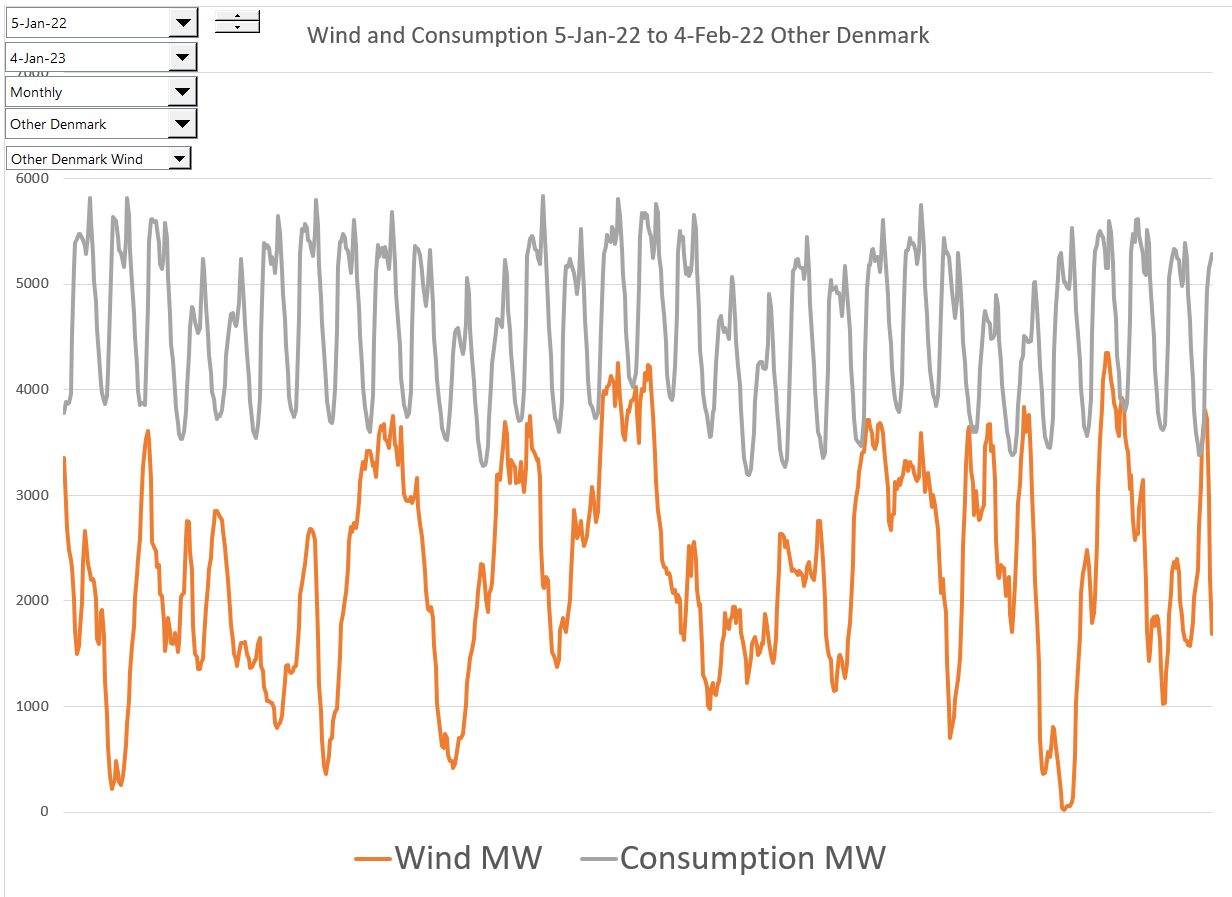 5-Jan-22
Wind and Consumption 5-Jan-22 to 4-Feb-22 Other Denmark
4-Jan-23
7000
Monthly
Other Denmark
Other Denmark Wind
6000
5000
4000
3000
2000
1000
0
Wind MW Consumption MW